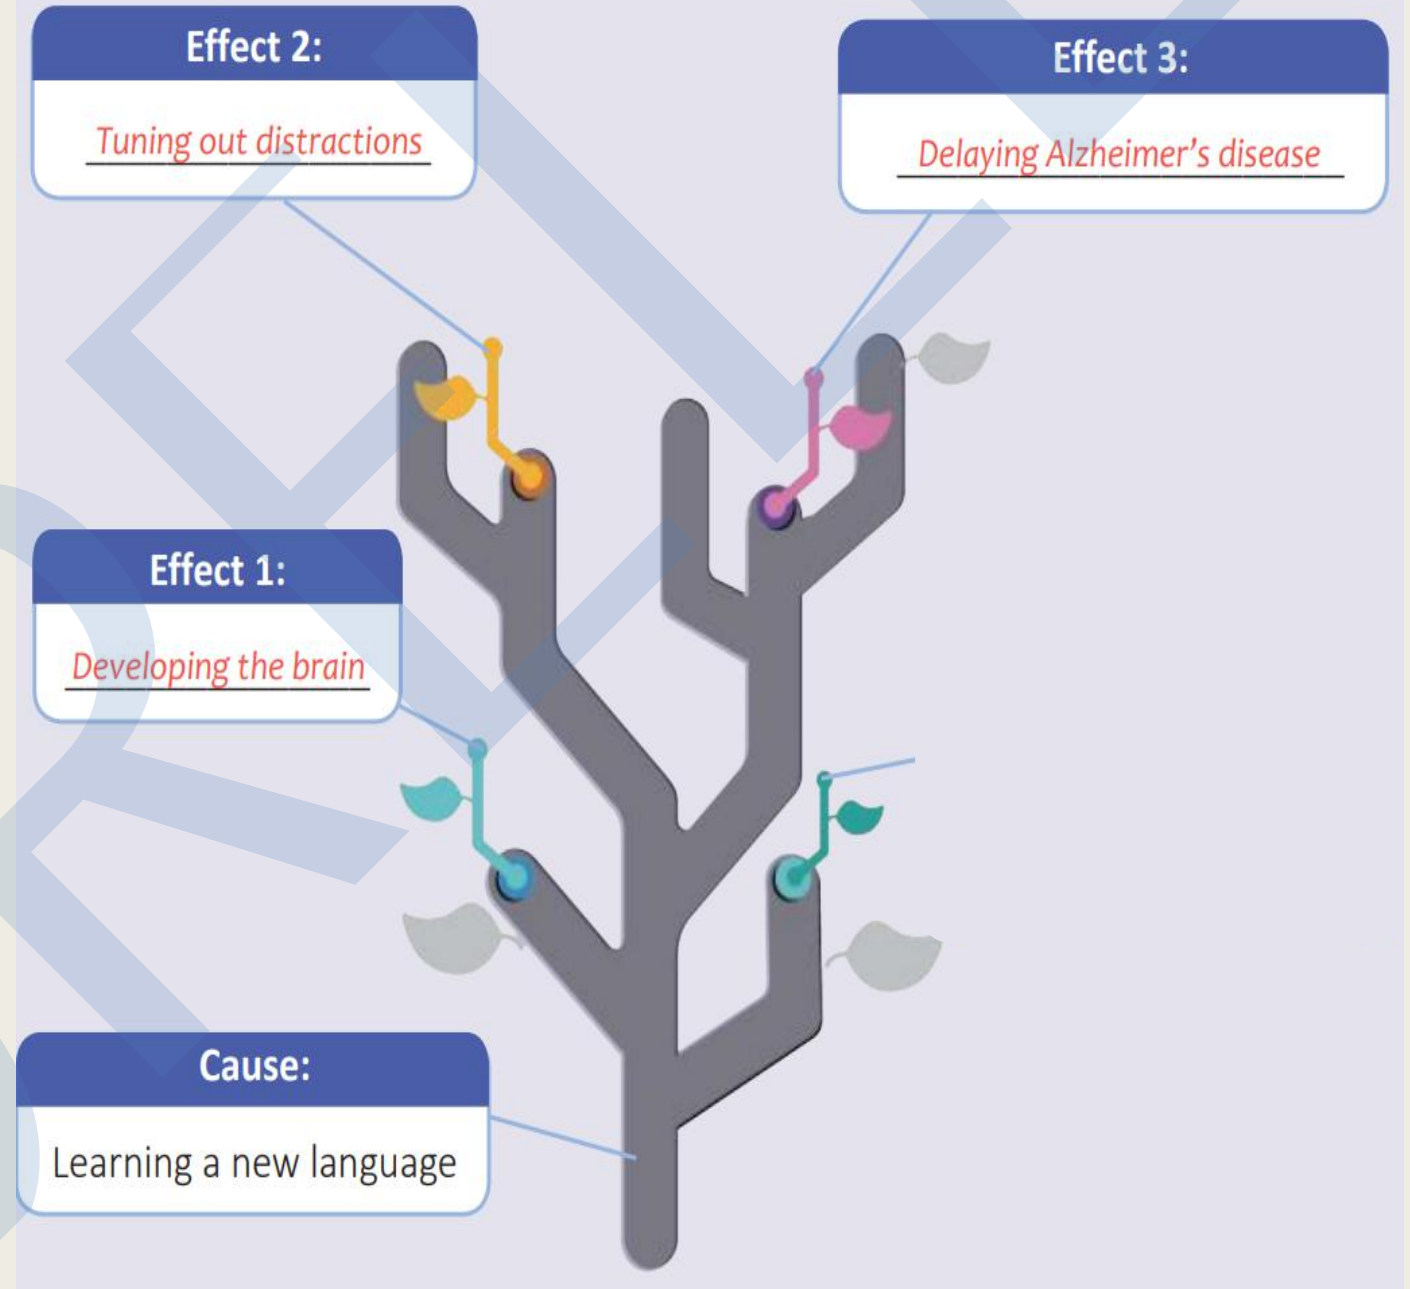 Effect 2:
Tuning out distractions
Effect 3:
Delaying Alzheimer's disease
Effect 1:
Developing the brain
Cause:
Learning a new language